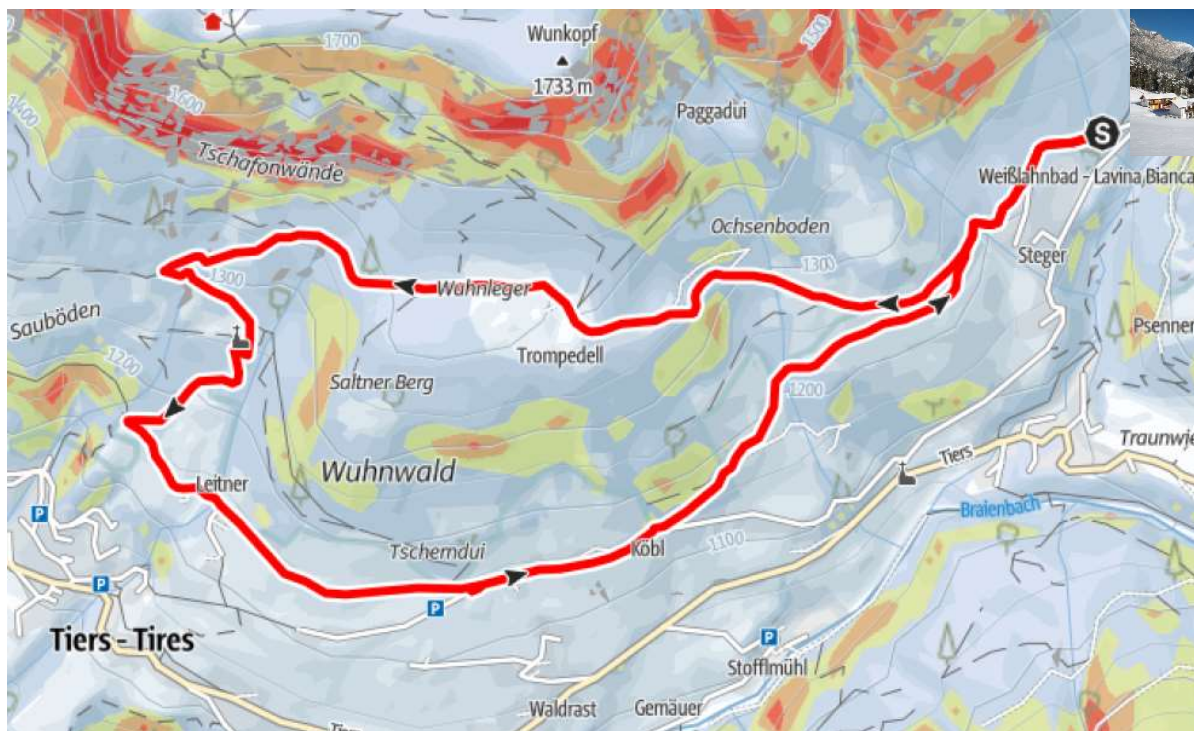 1700
Wunkopf
1733 m
1500
1400
1600
Paggadui
Tschafonwände
S
Weißlahnbad - Lavina Bianca
Ochsenboden
Steger
1300
1300
Wahnleger
Sauböden
Psenner
Trompedell
1200
Saltner Berg
1200
Traunwje
Wuhnwald
Tiers
Leitner
P
Braienbach
Tscherndui
Köbl
1100
P
P
Tiers - Tires
P
Stofflmühl
Waldrast
Gemäuer